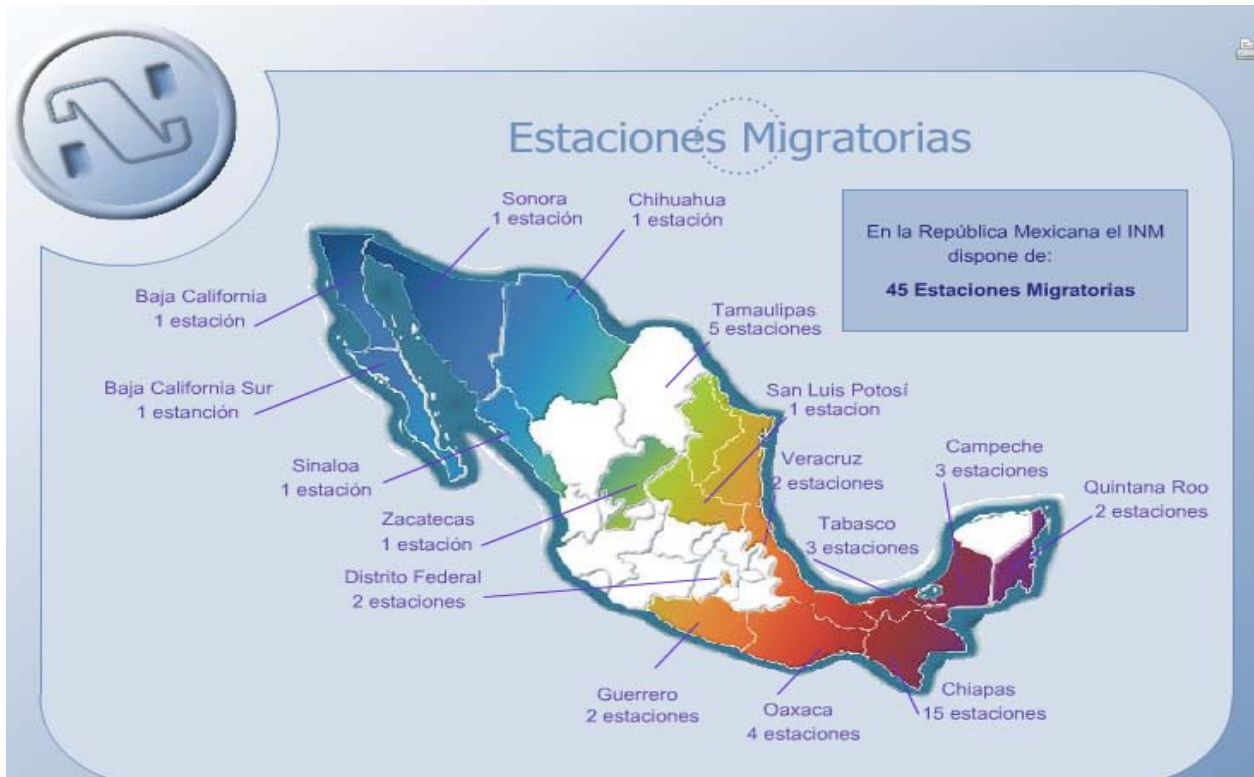 Estaciones Migratorias
Sonora
1 estación
Chihuahua
1 estación
En la República Mexicana el INM
dispone de:
45 Estaciones Migratorias
Baja California
1 estación
Tamaulipas
5 estaciones
Baja California Sur
1 estanción
San Luis Potosí
1 estacion
Sinaloa
1 estación
Veracruz
2 estaciones
Campeche
3 estaciones
Quintana Roo
2 estaciones
Zacatecas
1 estación
Tabasco
3 estaciones
Distrito Federal
2 estaciones
Guerrero
2 estaciones
Oaxaca
4 estaciones
Chiapas
15 estaciones